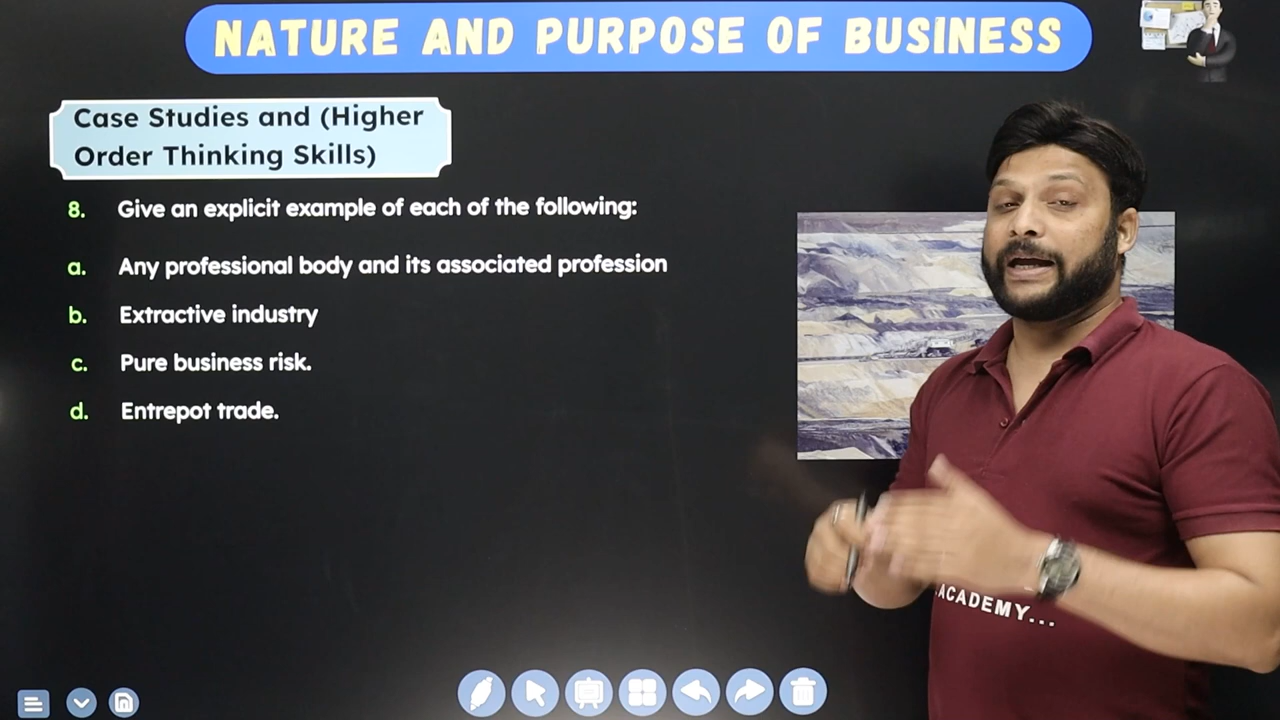 NATURE AND PURPOSE OF BUSINESS
Case Studies and (Higher
Order Thinking Skills)
8. Give an explicit example of each of the following:
a. Any professional body and its associated profession
b. Extractive industry
c. Pure business risk.
d. Entrepot trade.
ACADEMY...